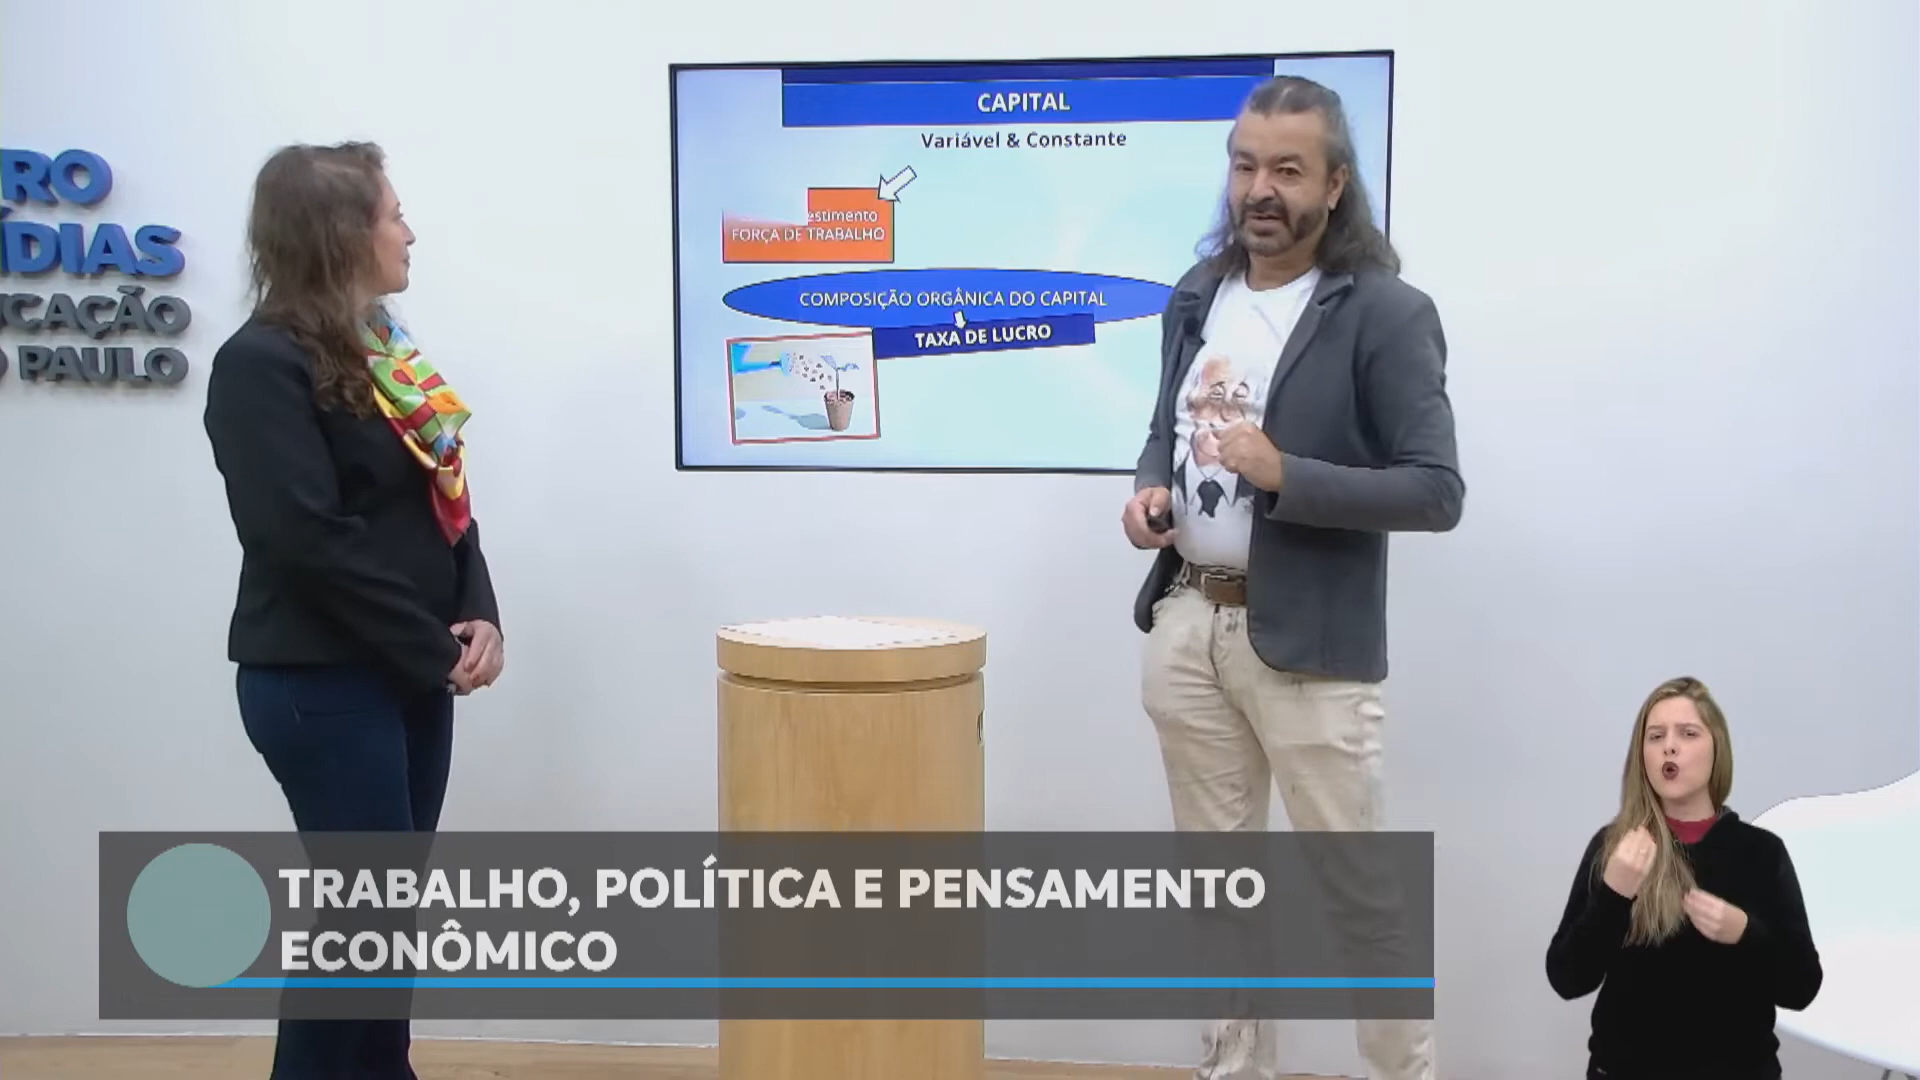 RO
ÍDIAS
UCAÇÃO
O PAULO
CAPITAL
Variável & Constante
estimento
FORÇA DE TRABALHO
COMPOSIÇÃO ORGÂNICA DO CAPITAL
TAXA DE LUCRO
TRABALHO, POLÍTICA E PENSAMENTO
ECONÔMICO